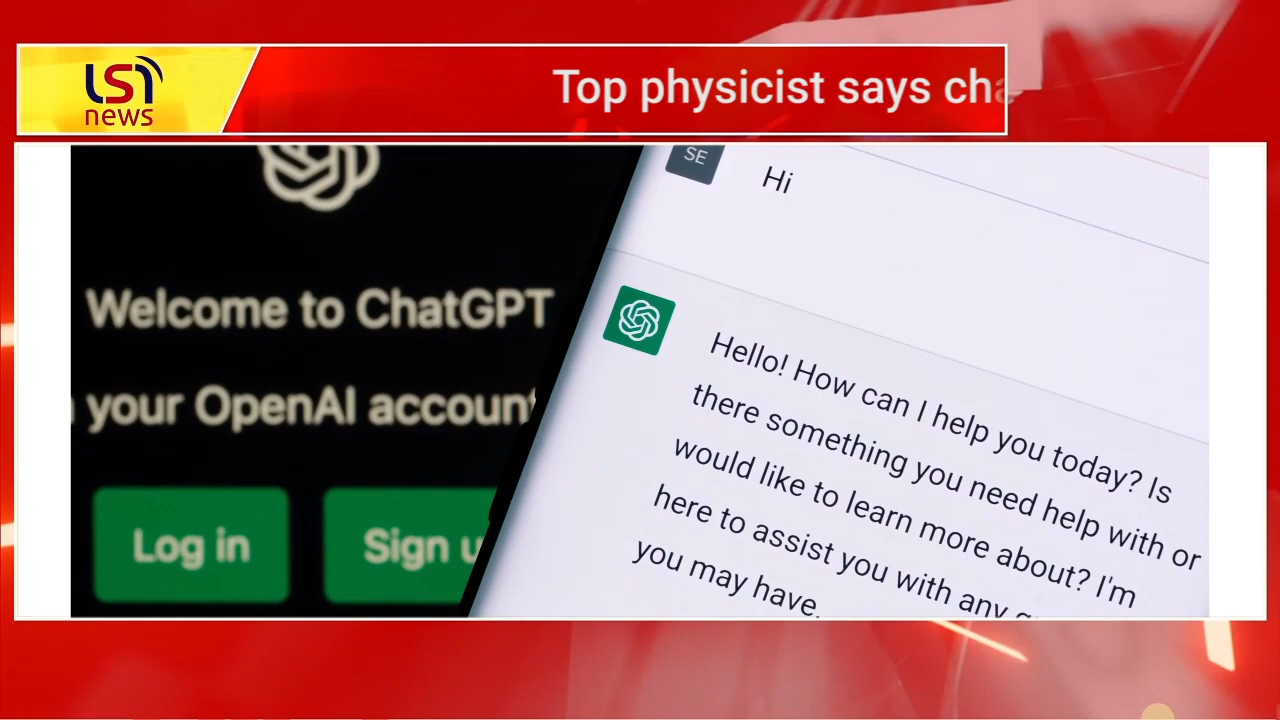 LSN
news
Top physicist says
Welcome to ChatGPT
your OpenAI account
Log in
Sign
SE
Hi
Hello! How can I help you today? Is
there something you need help with or
would like to learn more about? I'm
here to assist you with any
you may have.